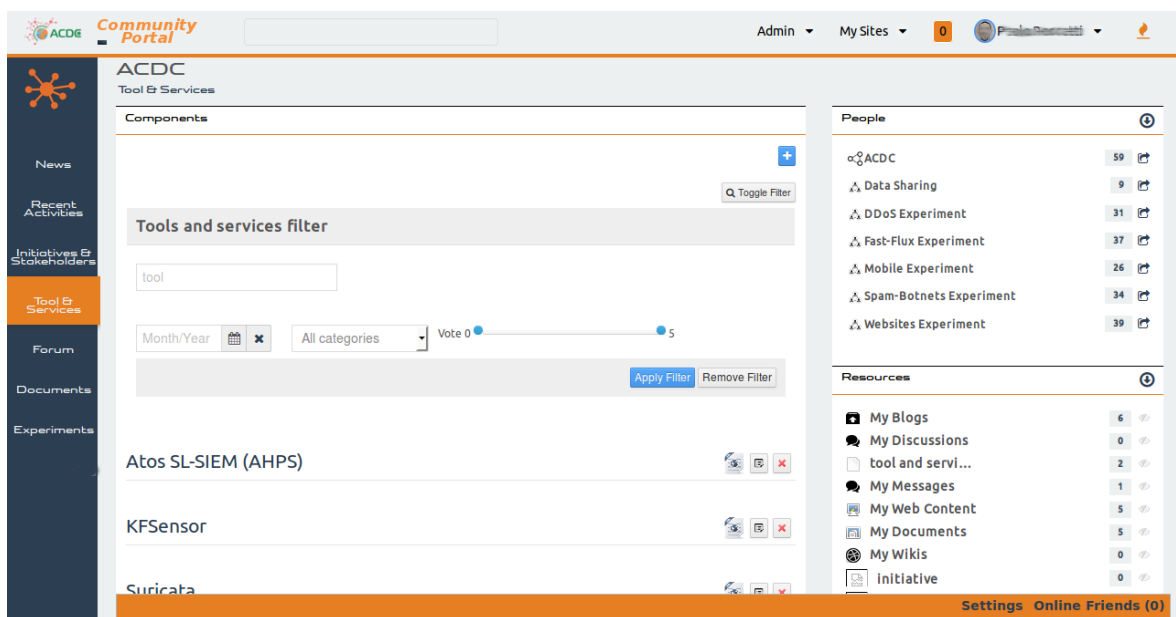 ACDC Community Portal
Admin My Sites 0
ACDC
Tool & Services
News
Recent Activities
Initiatives & Stakeholders
Tool & Services
Forum
Documents
Experiments
Components
Toggle Filter
Tools and services filter
tool
Month/Year All categories Vote 0 5
Apply Filter Remove Filter
Atos SL-SIEM (AHPS)
KFSensor
Suricata
People
ACDC 59
Data Sharing 9
DDoS Experiment 31
Fast-Flux Experiment 37
Mobile Experiment 26
Spam-Botnets Experiment 34
Websites Experiment 39
Resources
My Blogs 6
My Discussions 0
tool and servi... 2
My Messages 1
My Web Content 5
My Documents 5
My Wikis 0
initiative 0
Settings Online Friends (0)